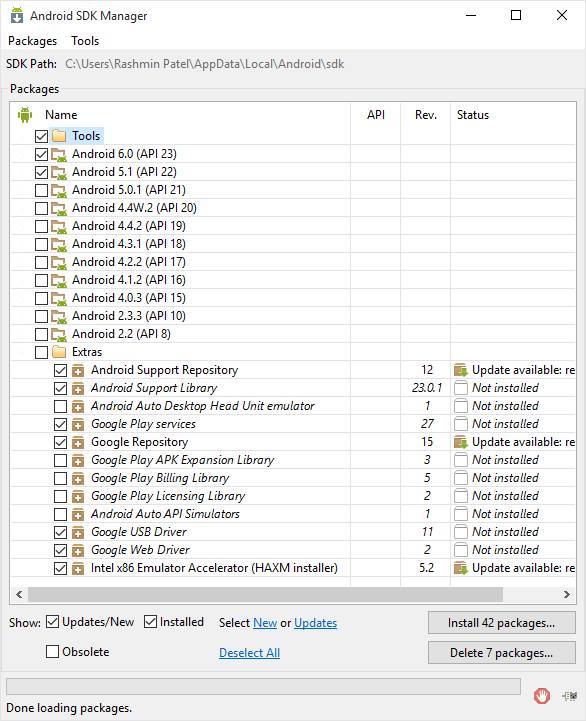 Android SDK Manager
Packages Tools
SDK Path: C:\Users\Rashmin Patel\AppData\Local\Android\sdk
Packages
Name API Rev. Status
Tools
Android 6.0 (API 23)
Android 5.1 (API 22)
Android 5.0.1 (API 21)
Android 4.4W.2 (API 20)
Android 4.4.2 (API 19)
Android 4.3.1 (API 18)
Android 4.2.2 (API 17)
Android 4.1.2 (API 16)
Android 4.0.3 (API 15)
Android 2.3.3 (API 10)
Android 2.2 (API 8)
Extras
Android Support Repository 12 Update available: re
Android Support Library 23.0.1 Not installed
Android Auto Desktop Head Unit emulator 1 Not installed
Google Play services 27 Not installed
Google Repository 15 Update available: re
Google Play APK Expansion Library 3 Not installed
Google Play Billing Library 5 Not installed
Google Play Licensing Library 2 Not installed
Android Auto API Simulators 1 Not installed
Google USB Driver 11 Not installed
Google Web Driver 2 Not installed
Intel x86 Emulator Accelerator (HAXM installer) 5.2 Update available: re
Show: Updates/New Installed Select New or Updates Install 42 packages...
Obsolete Deselect All Delete 7 packages...
Done loading packages.